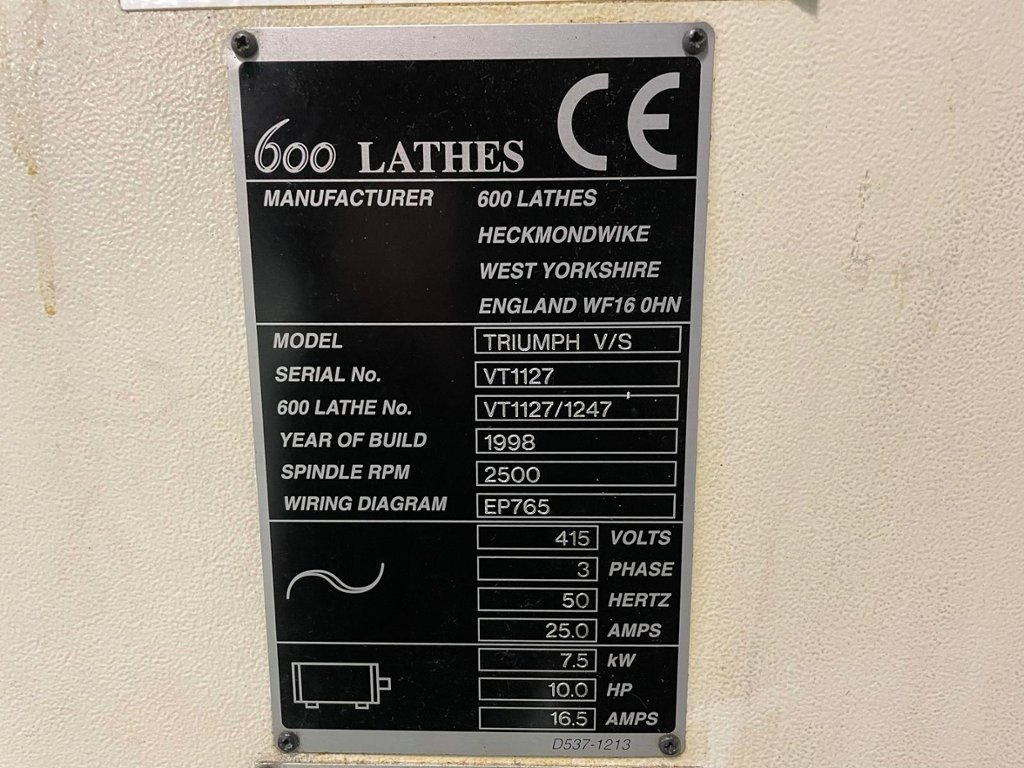 CE
600 LATHES
MANUFACTURER 600 LATHES
HECKMONDWIKE
WEST YORKSHIRE
ENGLAND WF16 0HN
MODEL TRIUMPH V/S
SERIAL No. VT1127
600 LATHE No. VT1127/1247
YEAR OF BUILD 1998
SPINDLE RPM 2500
WIRING DIAGRAM EP765
415 VOLTS
3 PHASE
50 HERTZ
25.0 AMPS
7.5 kW
10.0 HP
16.5 AMPS
D537-1213